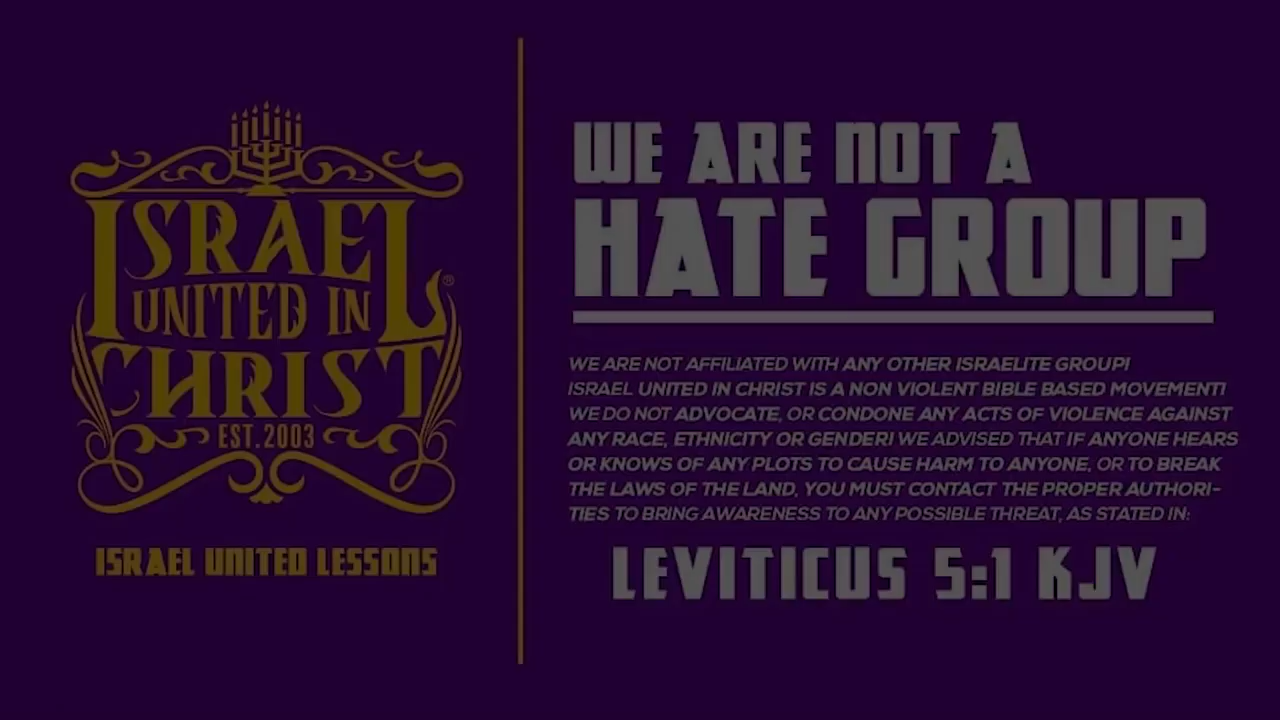 ISRAEL
UNITED IN
CHRIST
EST. 2003
ISRAEL UNITED LESSONS
WE ARE NOT A
HATE GROUP
WE ARE NOT AFFILIATED WITH ANY OTHER ISRAELITE GROUP!
ISRAEL UNITED IN CHRIST IS A NON VIOLENT BIBLE BASED MOVEMENT!
WE DO NOT ADVOCATE, OR CONDONE ANY ACTS OF VIOLENCE AGAINST
ANY RACE, ETHNICITY OR GENDER! WE ADVISED THAT IF ANYONE HEARS
OR KNOWS OF ANY PLOTS TO CAUSE HARM TO ANYONE, OR TO BREAK
THE LAWS OF THE LAND, YOU MUST CONTACT THE PROPER AUTHORI-
TIES TO BRING AWARENESS TO ANY POSSIBLE THREAT, AS STATED IN:
LEVITICUS 5:1 KJV